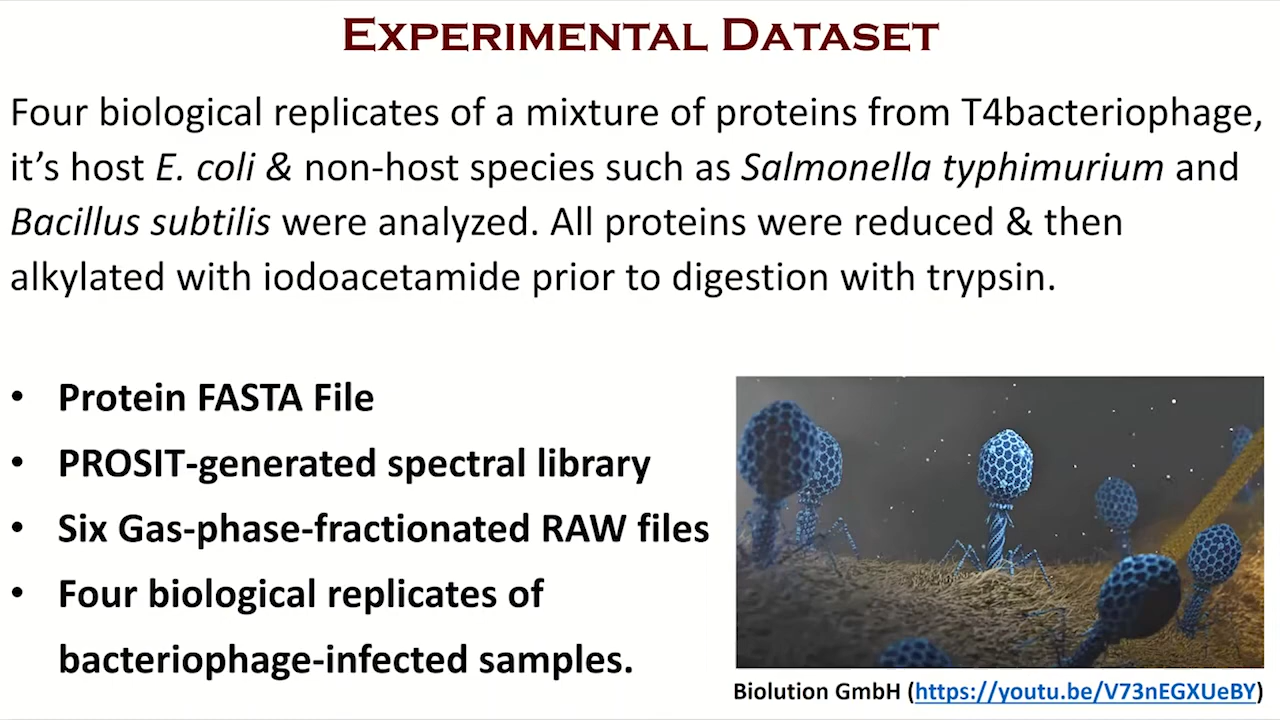 EXPERIMENTAL DATASET
Four biological replicates of a mixture of proteins from T4bacteriophage,
it's host E. coli & non-host species such as Salmonella typhimurium and
Bacillus subtilis were analyzed. All proteins were reduced & then
alkylated with iodoacetamide prior to digestion with trypsin.
• Protein FASTA File
• PROSIT-generated spectral library
• Six Gas-phase-fractionated RAW files
• Four biological replicates of
bacteriophage-infected samples.
Biolution GmbH (https://youtu.be/V73nEGXUeBY)